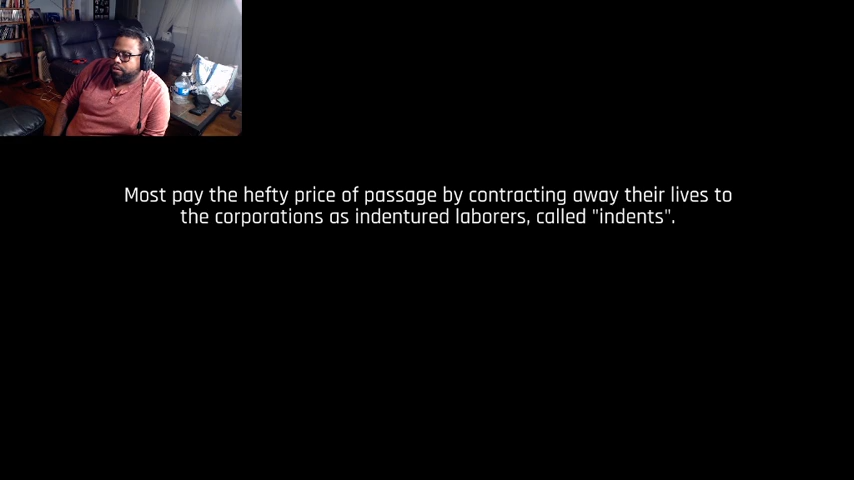 Most pay the hefty price of passage by contracting away their lives to
the corporations as indentured laborers, called "indents".